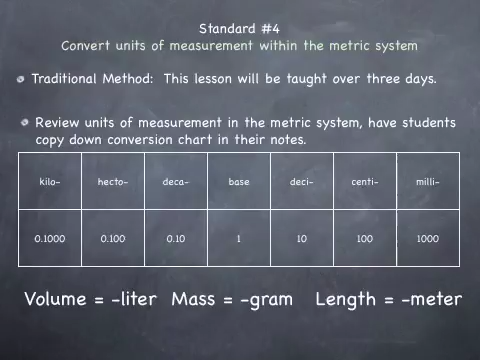 Standard #4
Convert units of measurement within the metric system
Traditional Method: This lesson will be taught over three days.
Review units of measurement in the metric system, have students
copy down conversion chart in their notes.
kilo- hecto- deca- base deci- centi- milli-
0.1000 0.100 0.10 1 10 100 1000
Volume = -liter Mass = -gram Length = -meter